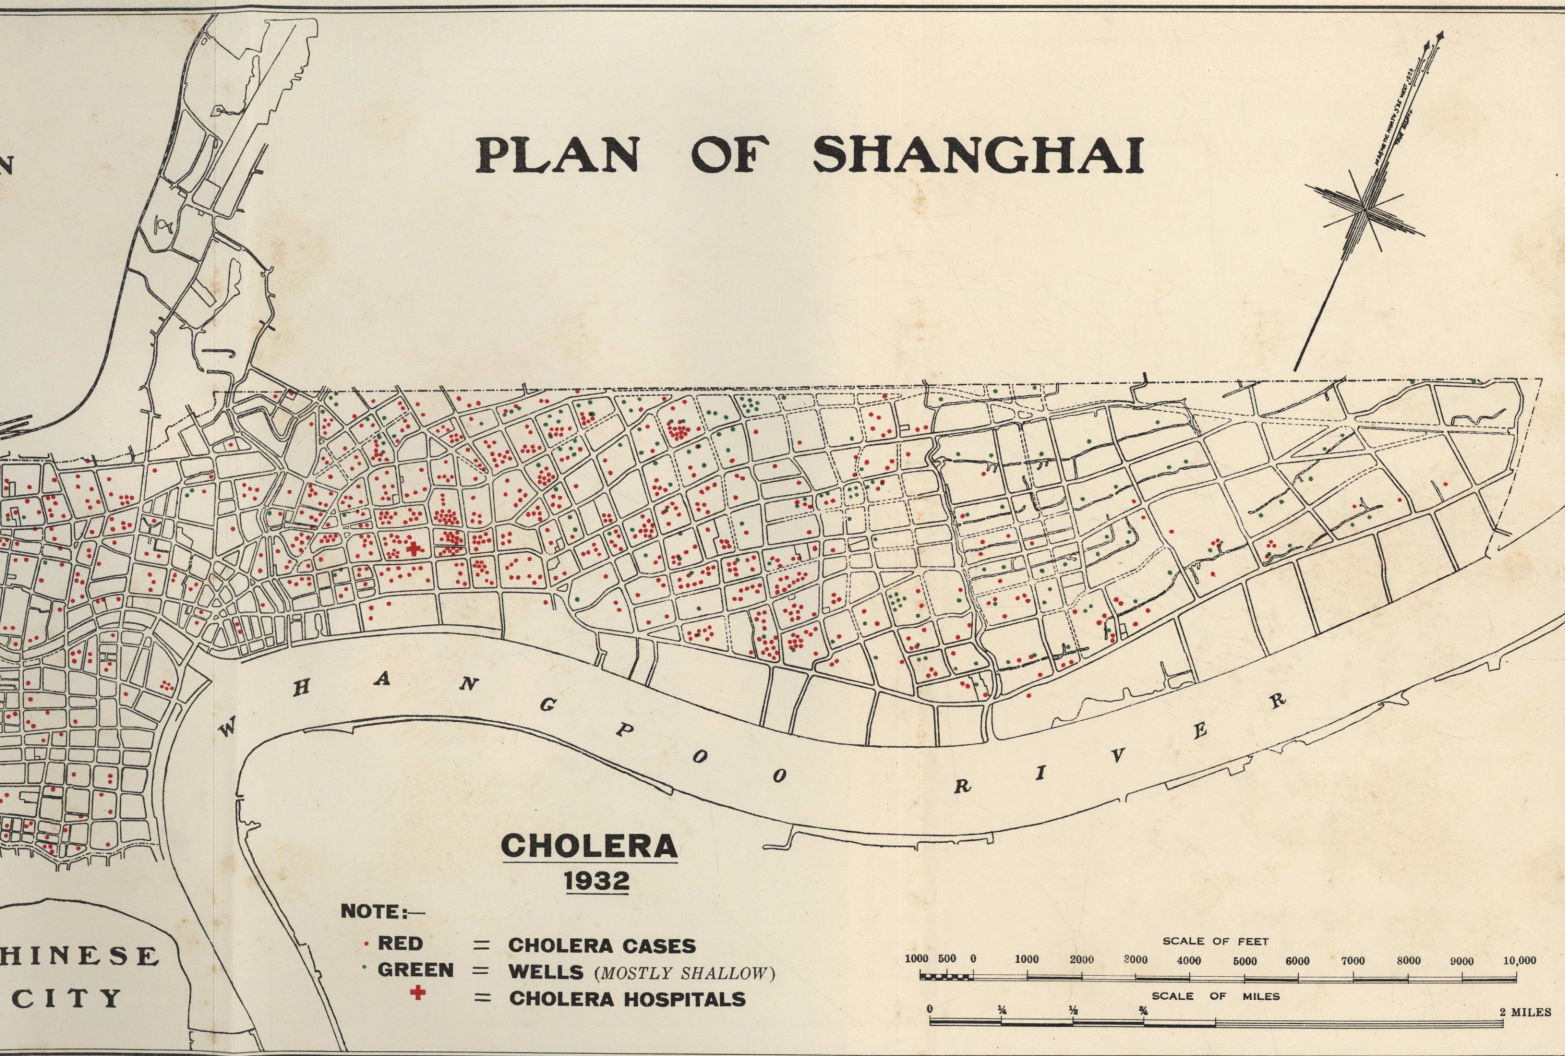 N
PLAN OF SHANGHAI
WHANGPOO RIVER
CHOLERA
1932
NOTE:—
· RED = CHOLERA CASES
· GREEN = WELLS (MOSTLY SHALLOW)
+ = CHOLERA HOSPITALS
HINESE
CITY
SCALE OF FEET
1000 500 0 1000 2000 3000 4000 5000 6000 7000 8000 9000 10,000
SCALE OF MILES
0 ¼ ½ ¾ 2 MILES